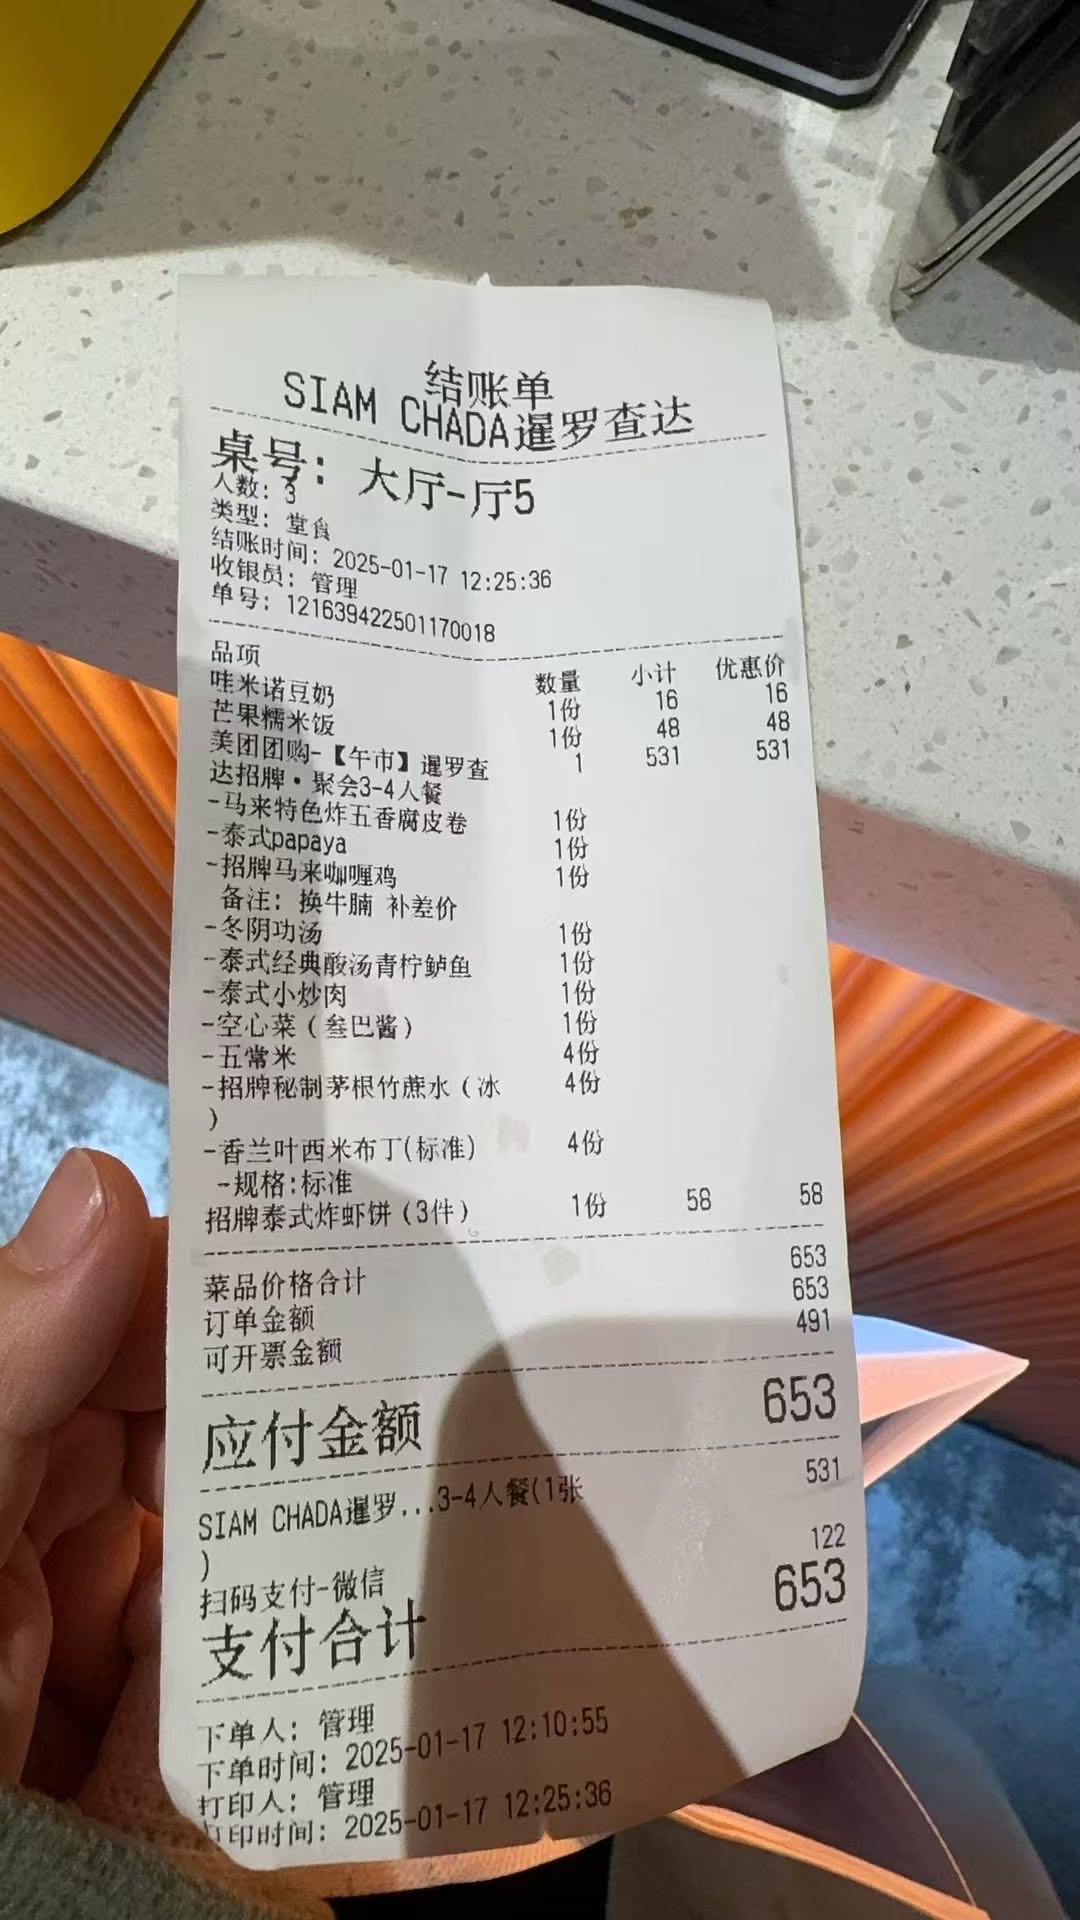 结账单
SIAM CHADA暹罗查达
桌号: 大厅-厅5
人数: 3
类型: 堂食
结账时间: 2025-01-17 12:25:36
收银员: 管理
单号: 121639422501170018
品项 数量 小计 优惠价
哇米诺豆奶 1份 16 16
芒果糯米饭 1份 48 48
美团团购-【午市】暹罗查 1 531 531
达招牌·聚会3-4人餐
-马来特色炸五香腐皮卷 1份
-泰式papaya 1份
-招牌马来咖喱鸡 1份
备注: 换牛腩 补差价
-冬阴功汤 1份
-泰式经典酸汤青柠鲈鱼 1份
-泰式小炒肉 1份
-空心菜(叁巴酱) 1份
-五常米 4份
-招牌秘制茅根竹蔗水(冰 4份
)
-香兰叶西米布丁(标准) 4份
-规格:标准
招牌泰式炸虾饼(3件) 1份 58 58
菜品价格合计 653
订单金额 653
可开票金额 491
应付金额 653
SIAM CHADA暹罗...3-4人餐(1张 531
)
扫码支付-微信 122
支付合计 653
下单人: 管理
下单时间: 2025-01-17 12:10:55
打印人: 管理
打印时间: 2025-01-17 12:25:36